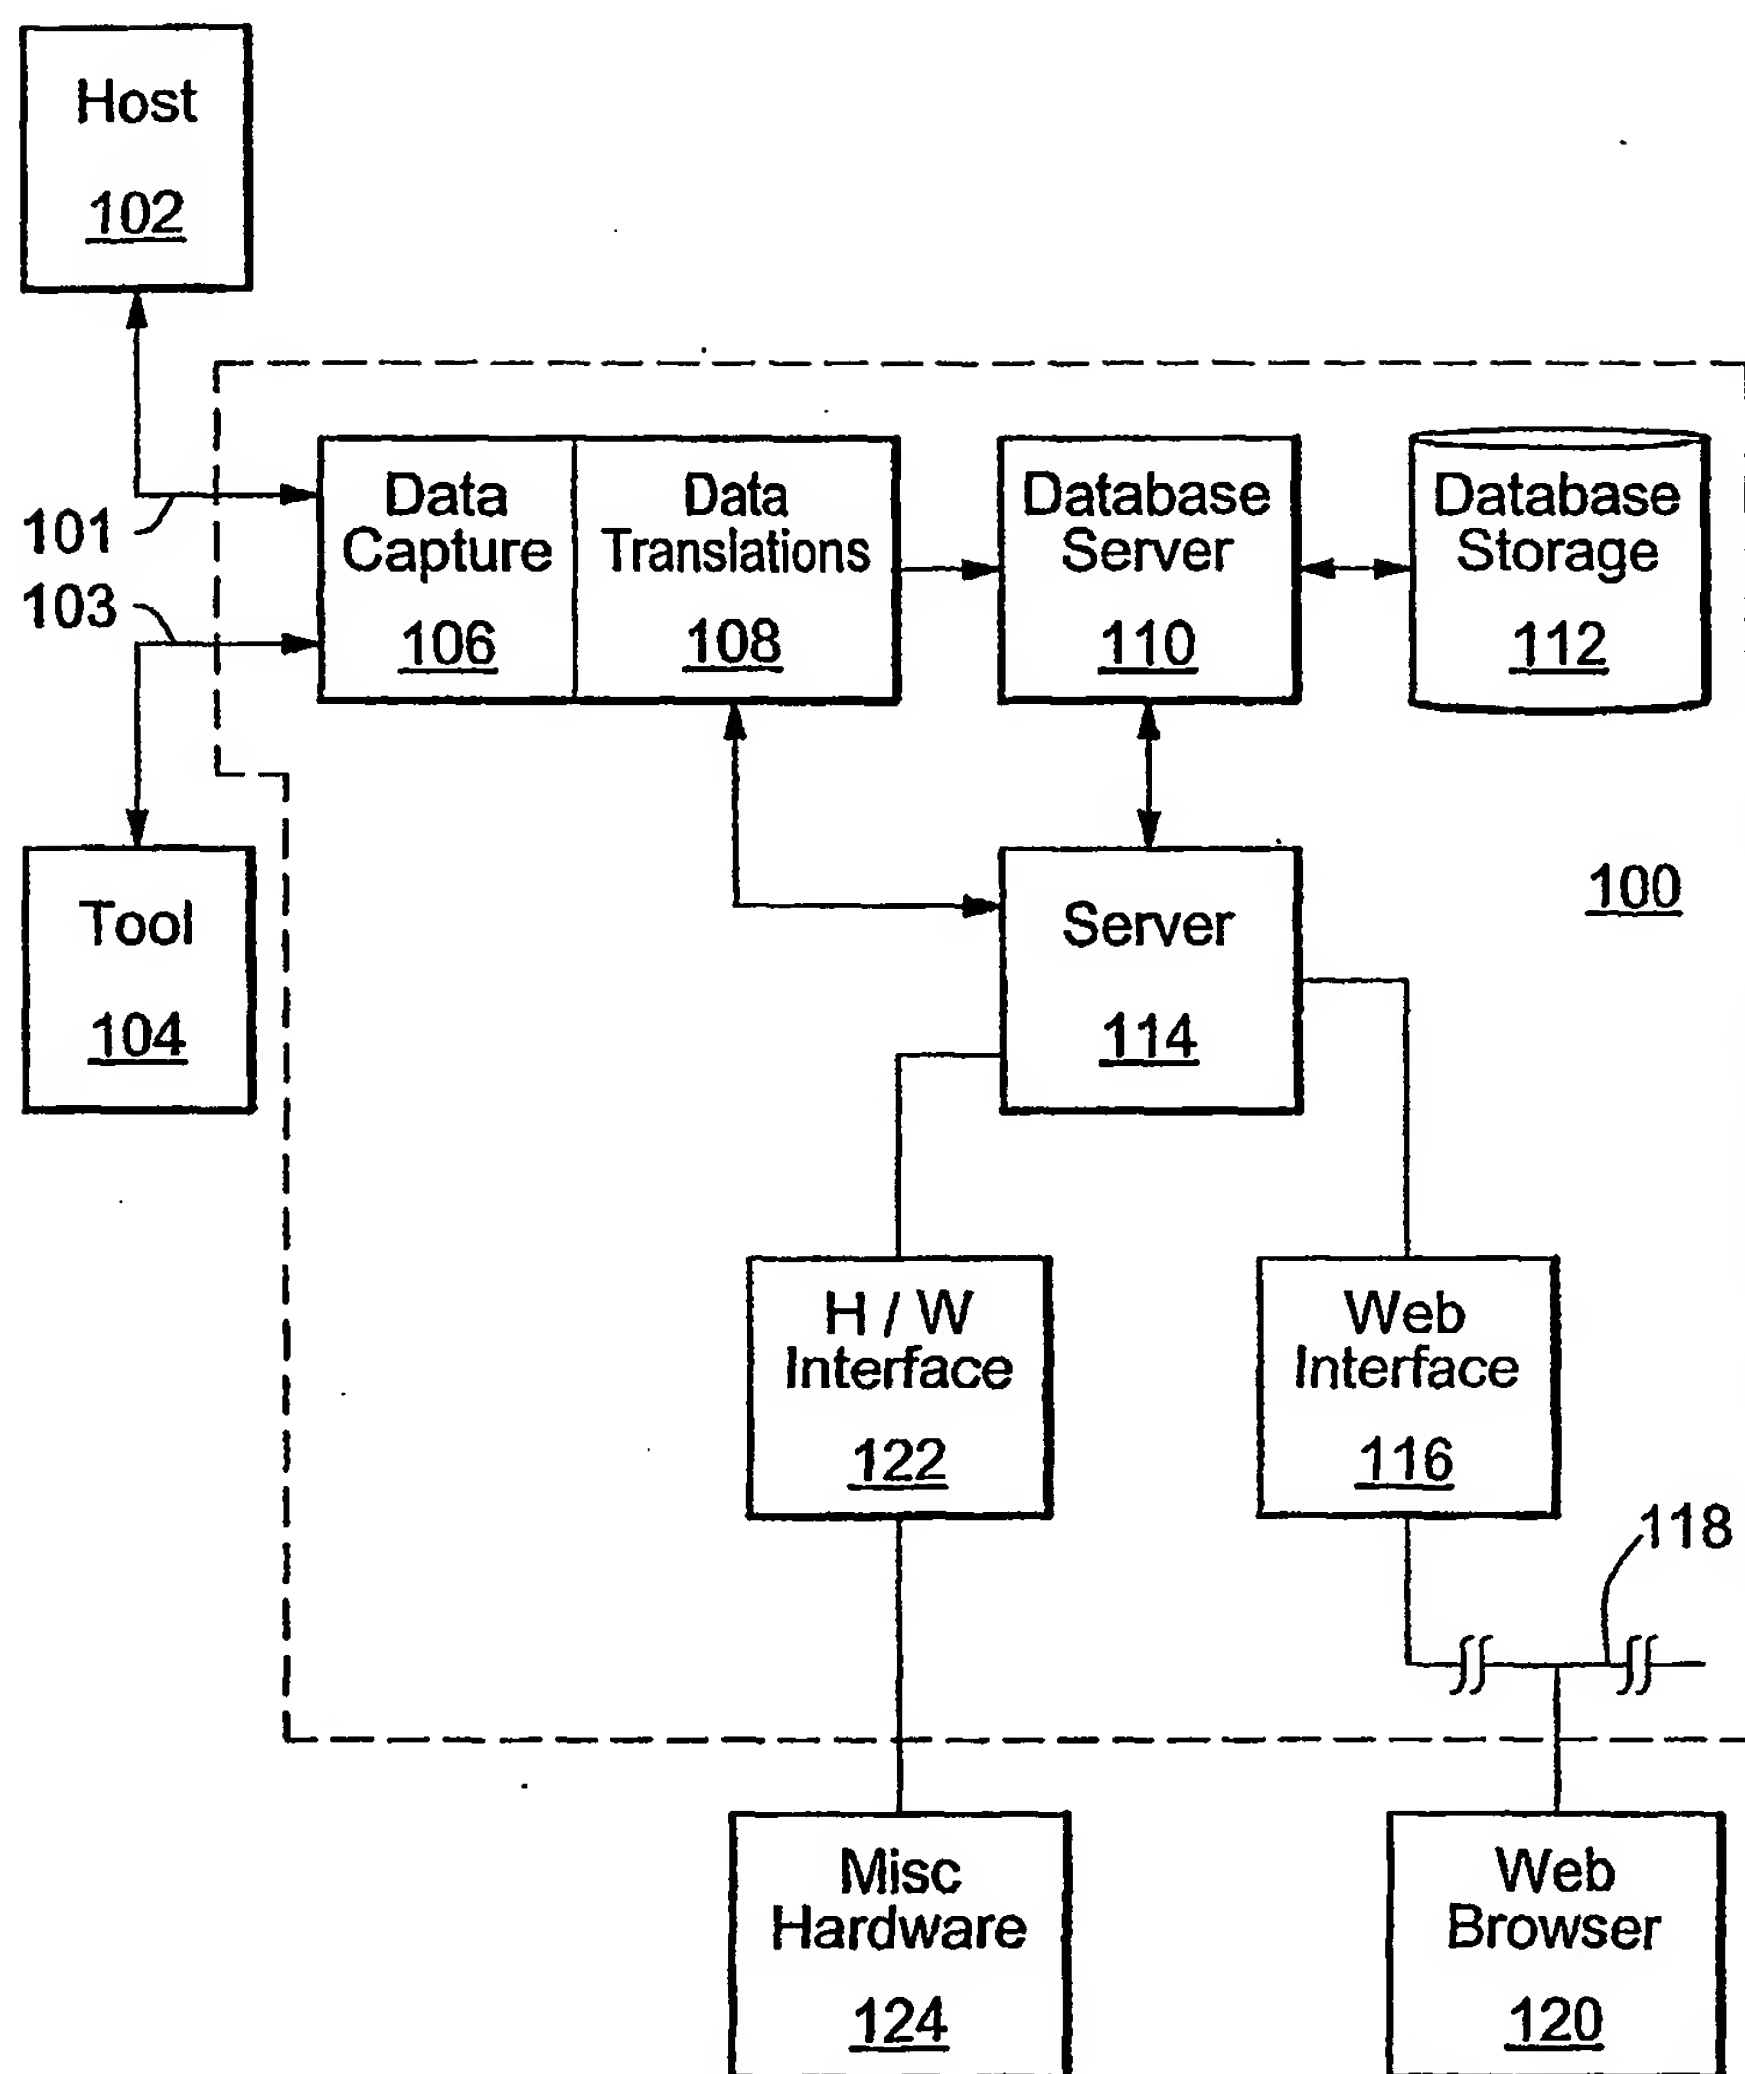 Host
102
101
103
Data
Capture
106
Data
Translations
108
Database
Server
110
Database
Storage
112
Tool
104
Server
114
100
H / W
Interface
122
Web
Interface
116
118
Misc
Hardware
124
Web
Browser
120